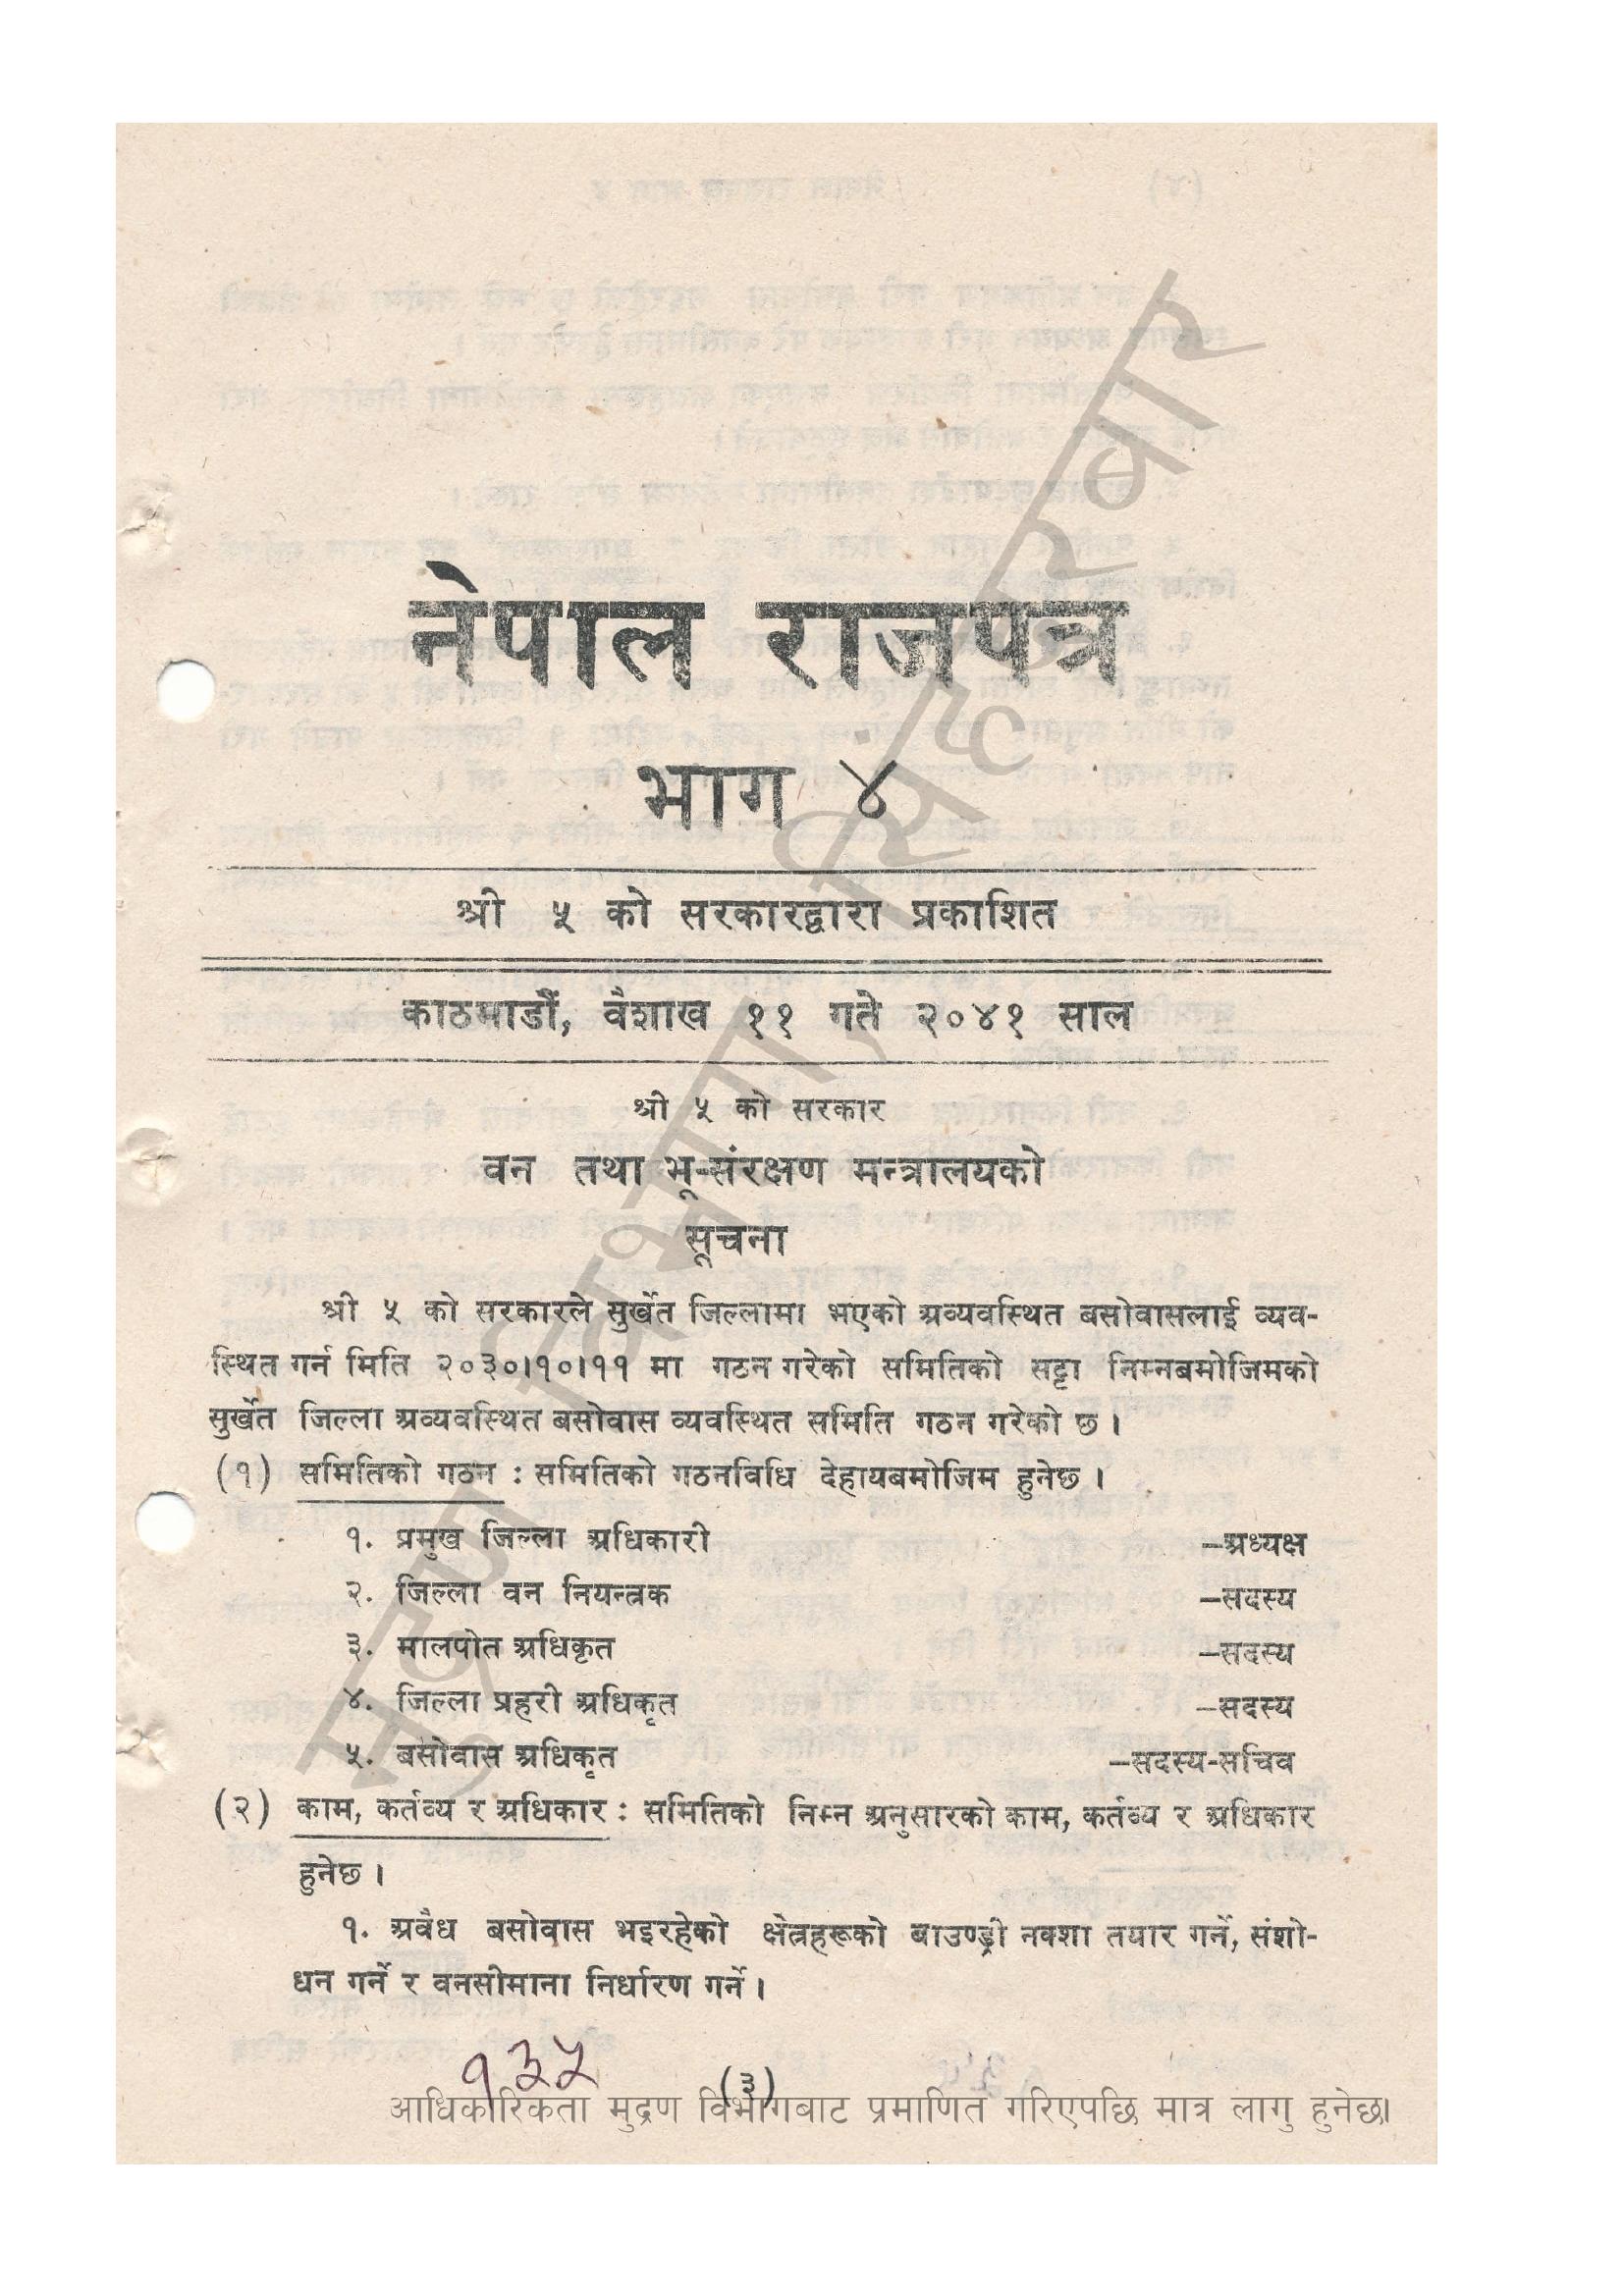 नेपाल राजपत्र
भाग ४
श्री ५ को सरकारद्वारा प्रकाशित
काठमाडौं, वैशाख ११ गते २०४१ साल
श्री ५ को सरकार
वन तथा भू-संरक्षण मन्त्रालयको
सूचना
श्री ५ को सरकारले सुर्खेत जिल्लामा भएको अव्यवस्थित बसोवासलाई व्यव-
स्थित गर्न मिति २०३०।१०।११ मा गठन गरेको समितिको सट्टा निम्नबमोजिमको
सुर्खेत जिल्ला अव्यवस्थित बसोवास व्यवस्थित समिति गठन गरेको छ ।
(१) समितिको गठन : समितिको गठनविधि देहायबमोजिम हुनेछ ।
१. प्रमुख जिल्ला अधिकारी –अध्यक्ष
२. जिल्ला वन नियन्त्रक –सदस्य
३. मालपोत अधिकृत –सदस्य
४. जिल्ला प्रहरी अधिकृत –सदस्य
५. बसोवास अधिकृत –सदस्य-सचिव
(२) काम, कर्तव्य र अधिकार : समितिको निम्न अनुसारको काम, कर्तव्य र अधिकार
हुनेछ ।
१. अवैध बसोवास भइरहेको क्षेत्रहरूको बाउण्ड्री नक्शा तयार गर्ने, संशो-
धन गर्ने र वनसीमाना निर्धारण गर्ने ।
१३५
(३)
आधिकारिकता मुद्रण विभागबाट प्रमाणित गरिएपछि मात्र लागु हुनेछ।
मुद्रण विभाग, सिंहदरबार